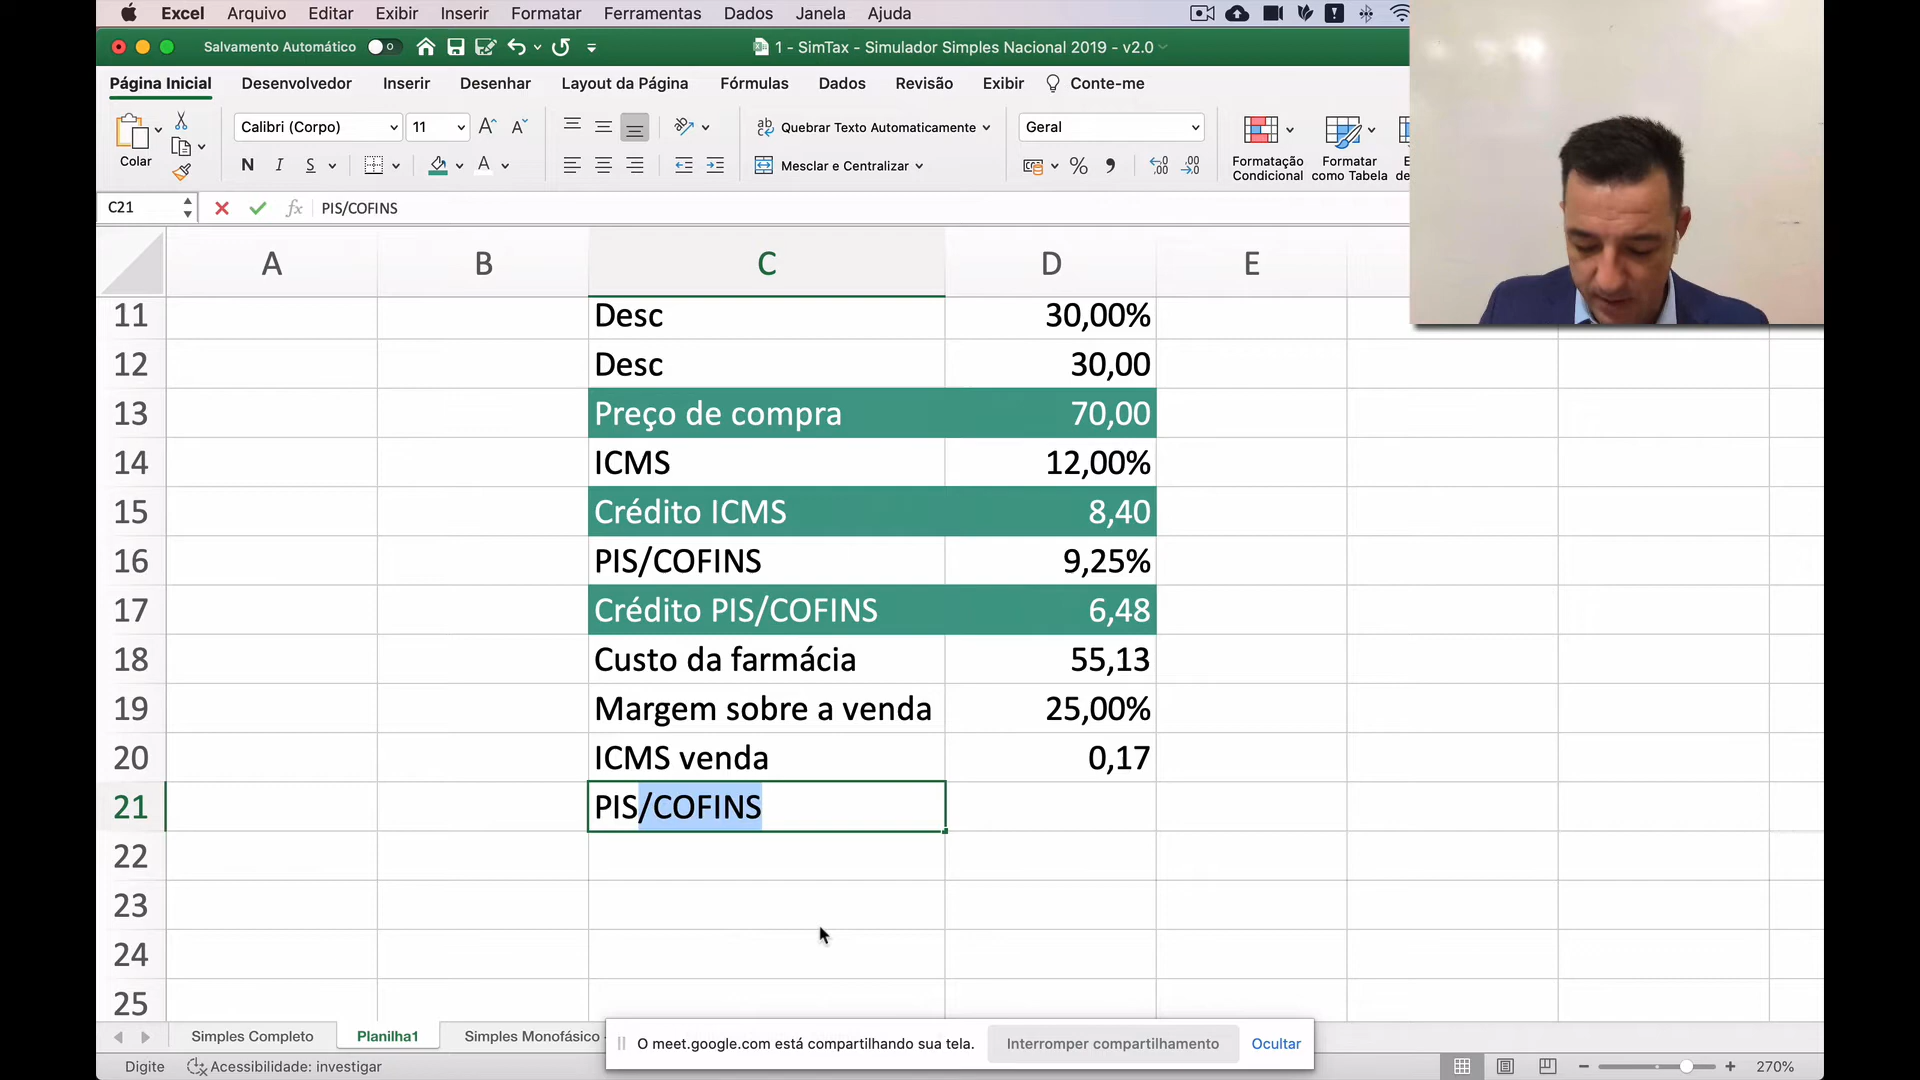 Excel Arquivo Editar Exibir Inserir Formatar Ferramentas Dados Janela Ajuda
Salvamento Automático
1 - SimTax - Simulador Simples Nacional 2019 - v2.0
Página Inicial Desenvolvedor Inserir Desenhar Layout da Página Fórmulas Dados Revisão Exibir Conte-me
Calibri (Corpo) 11
Quebrar Texto Automaticamente
Geral
Colar
N I S
A
Mesclar e Centralizar
%
Formatação Condicional
Formatar como Tabela
C21 fx PIS/COFINS
A B C D E
11 Desc 30,00%
12 Desc 30,00
13 Preço de compra 70,00
14 ICMS 12,00%
15 Crédito ICMS 8,40
16 PIS/COFINS 9,25%
17 Crédito PIS/COFINS 6,48
18 Custo da farmácia 55,13
19 Margem sobre a venda 25,00%
20 ICMS venda 0,17
21 PIS/COFINS
22
23
24
25
Simples Completo Planilha1 Simples Monofásico
O meet.google.com está compartilhando sua tela. Interromper compartilhamento Ocultar
Digite Acessibilidade: investigar 270%